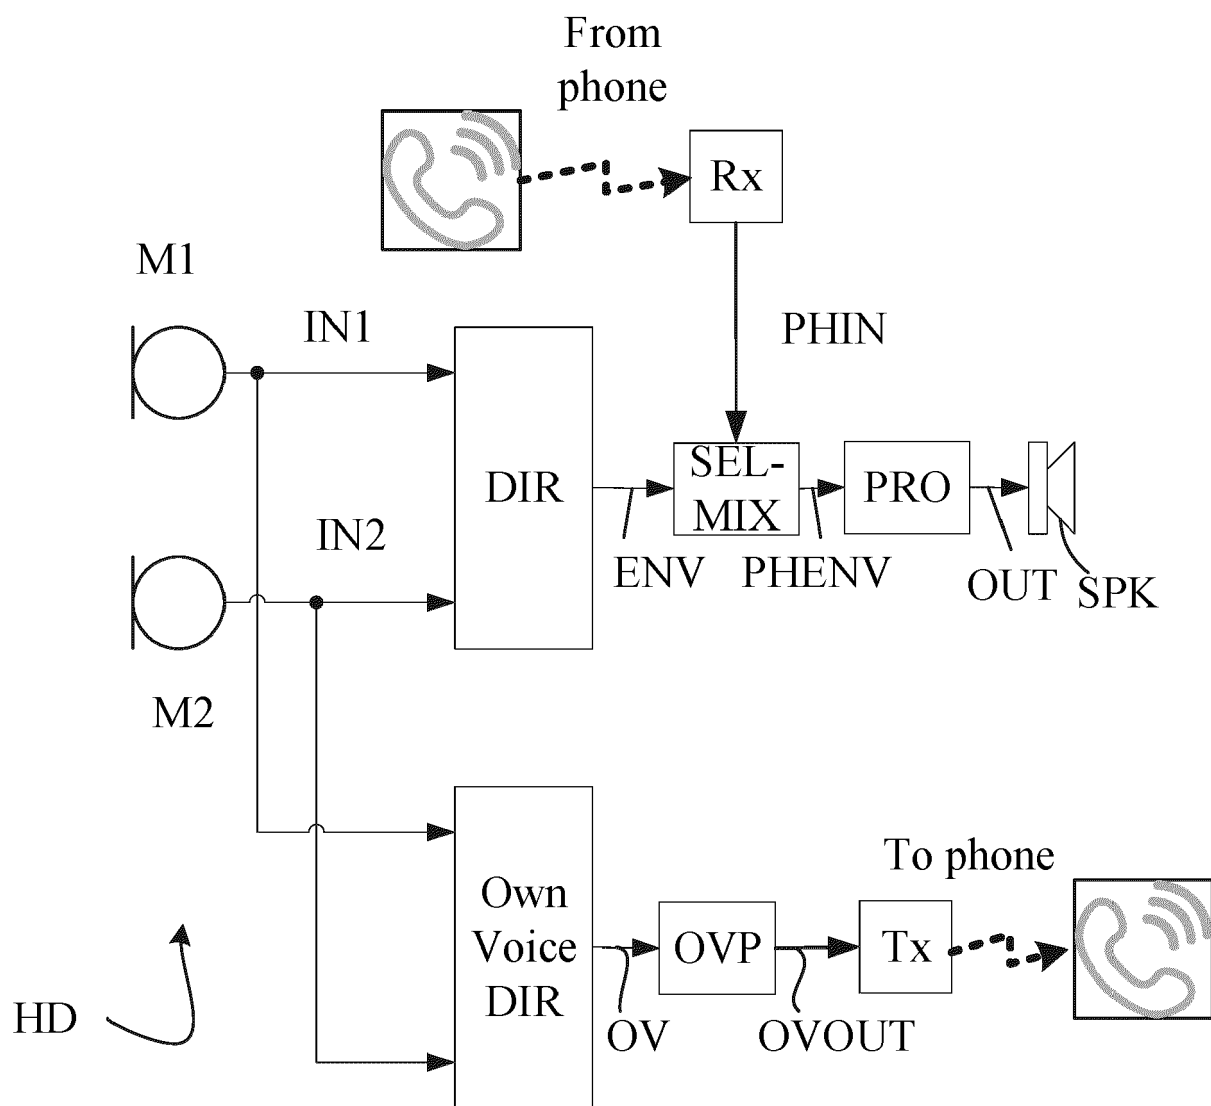 From
phone
Rx
M1
IN1
PHIN
DIR
SEL-
MIX
PRO
IN2
ENV
PHENV
OUT
SPK
M2
To phone
Own
Voice
DIR
OVP
Tx
HD
OV
OVOUT